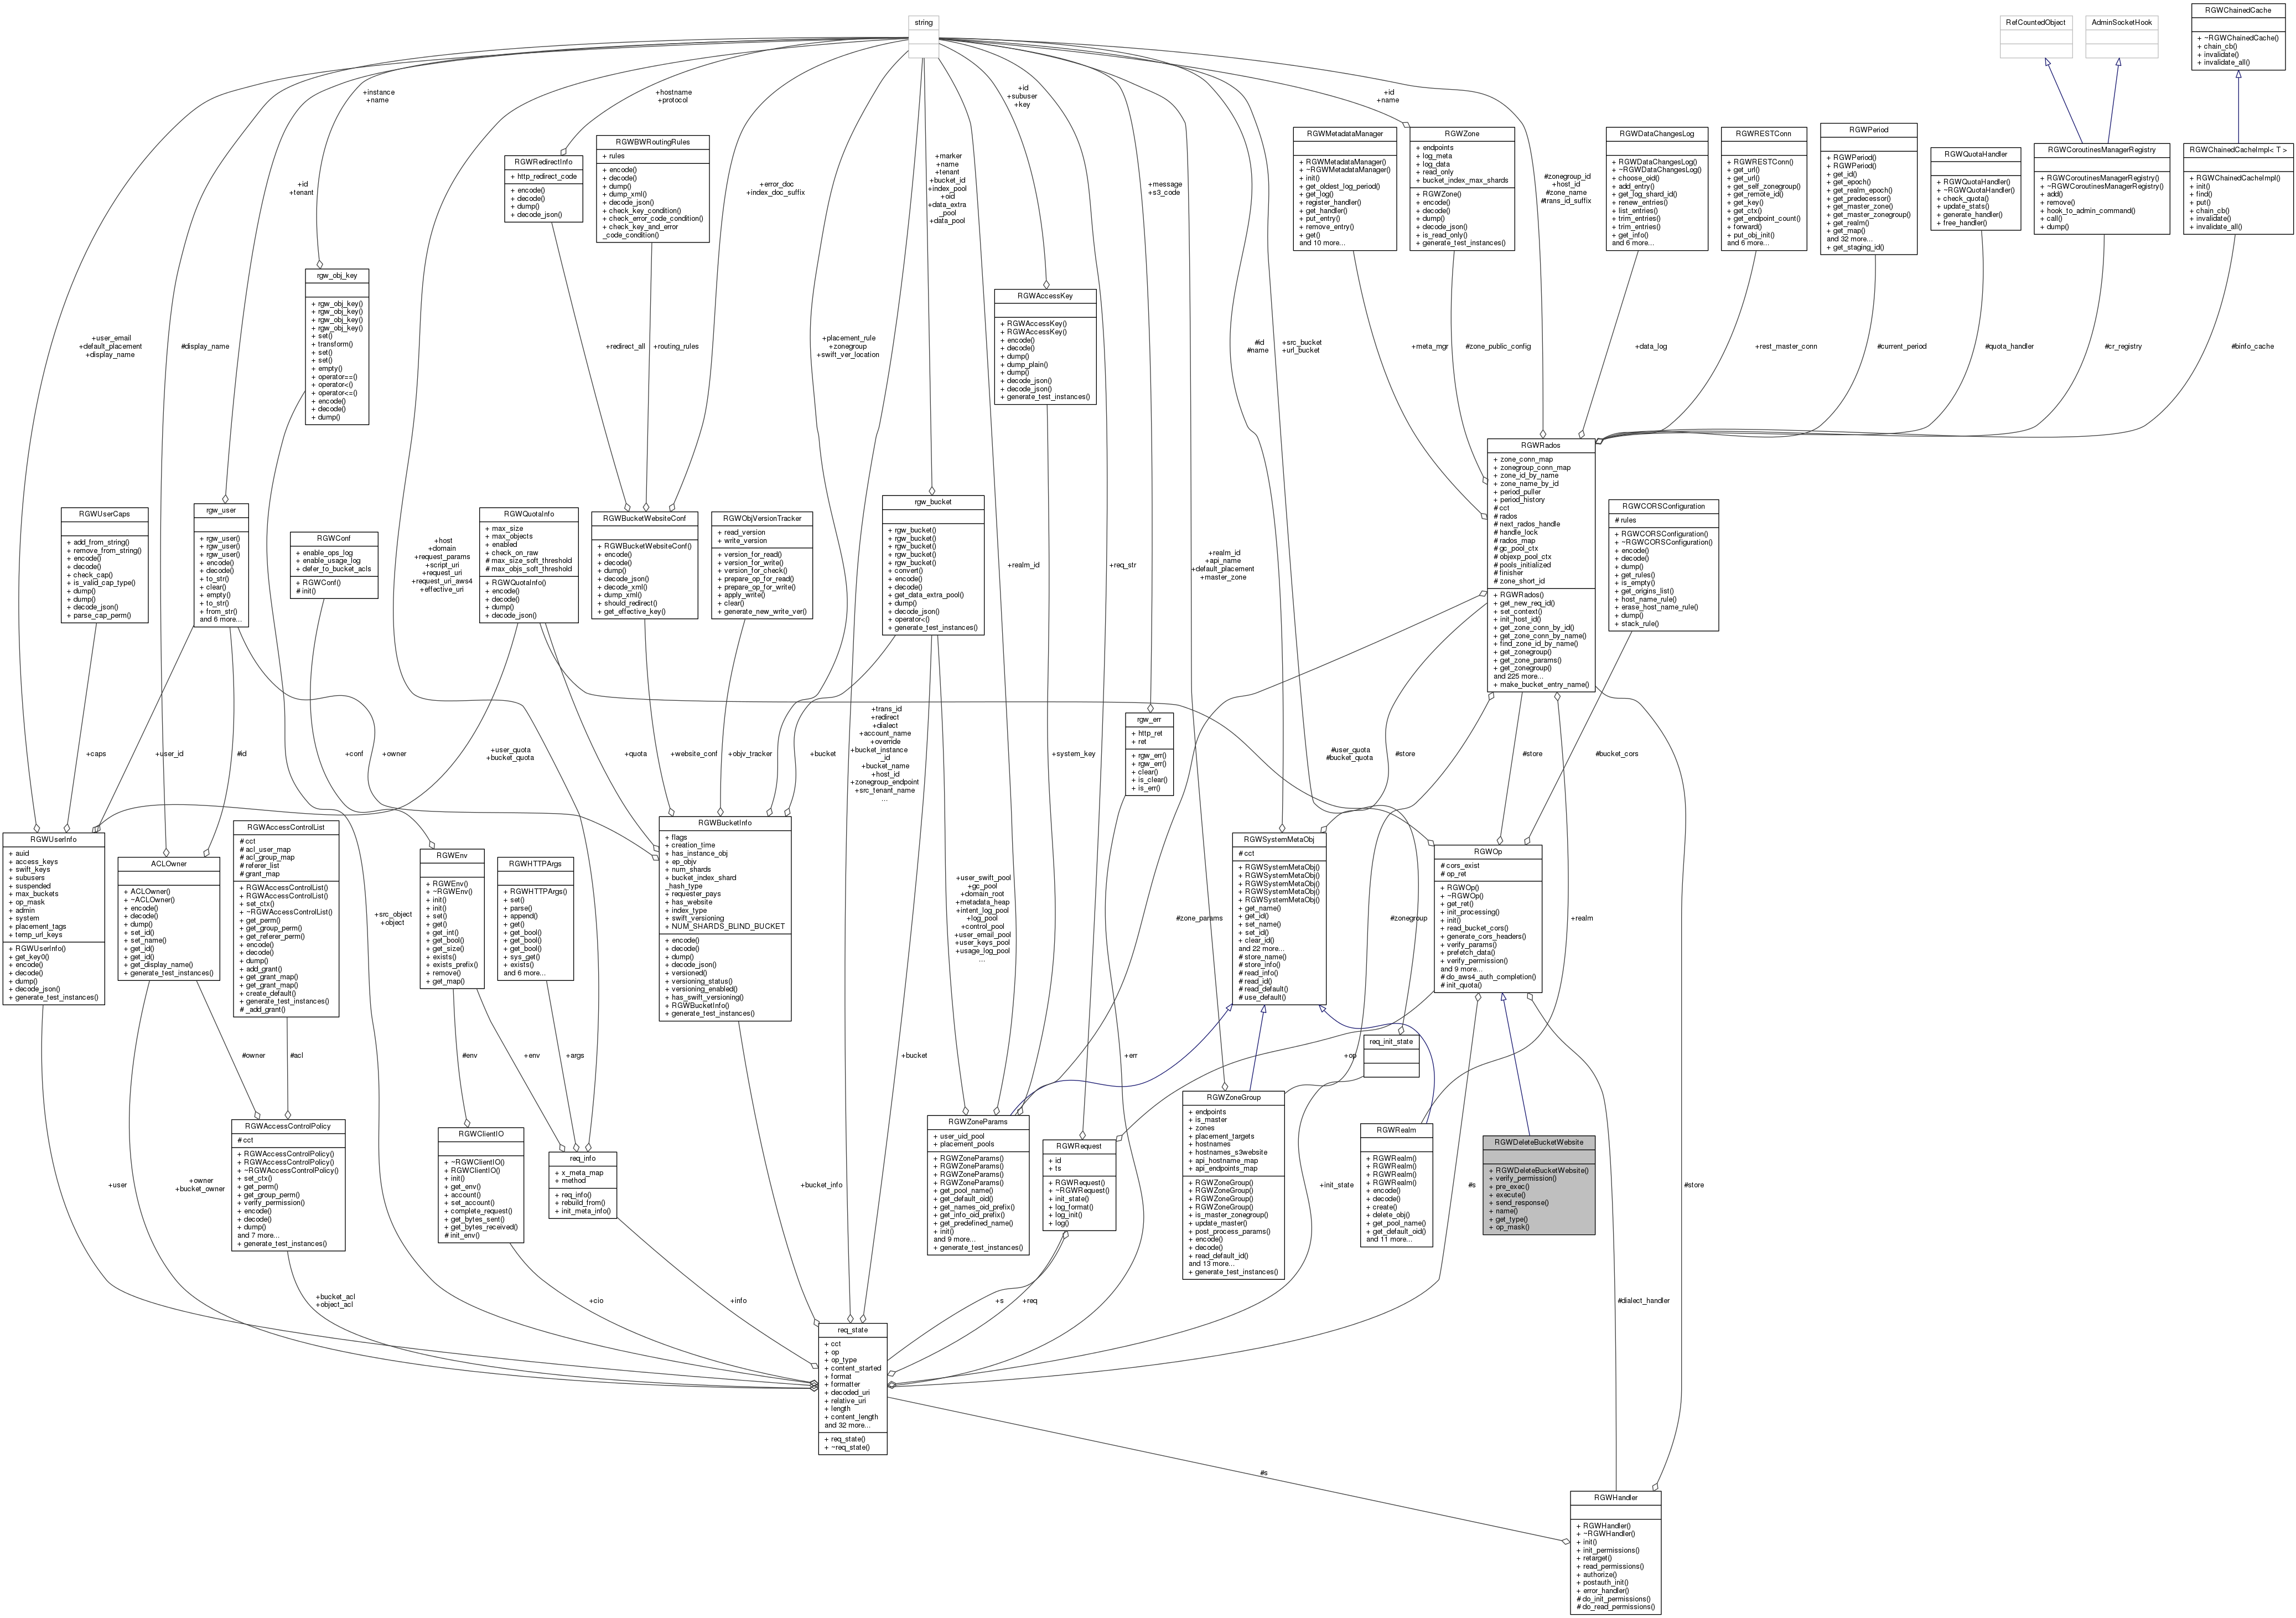 string
RefCountedObject
AdminSocketHook
RGWChainedCache
+ ~RGWChainedCache()
+ chain_cb()
+ invalidate()
+ invalidate_all()
+instance
+name
+hostname
+protocol
+id
+subuser
+key
+id
+name
RGWRedirectInfo
+ http_redirect_code
+ encode()
+ decode()
+ dump()
+ decode_json()
RGWBWRoutingRules
+ rules
+ encode()
+ decode()
+ dump()
+ dump_xml()
+ decode_json()
+ check_key_condition()
+ check_error_code_condition()
+ check_key_and_error
_code_condition()
+error_doc
+index_doc_suffix
+marker
+name
+tenant
+bucket_id
+index_pool
+oid
+data_extra
_pool
+data_pool
+message
+s3_code
RGWMetadataManager
+ RGWMetadataManager()
+ ~RGWMetadataManager()
+ init()
+ get_oldest_log_period()
+ get_log()
+ register_handler()
+ get_handler()
+ put_entry()
+ remove_entry()
+ get()
and 10 more...
RGWZone
+ endpoints
+ log_meta
+ log_data
+ read_only
+ bucket_index_max_shards
+ RGWZone()
+ encode()
+ decode()
+ dump()
+ decode_json()
+ is_read_only()
+ generate_test_instances()
#zonegroup_id
+host_id
#zone_name
#trans_id_suffix
RGWDataChangesLog
+ RGWDataChangesLog()
+ ~RGWDataChangesLog()
+ choose_oid()
+ add_entry()
+ get_log_shard_id()
+ renew_entries()
+ list_entries()
+ trim_entries()
+ trim_entries()
+ get_info()
and 6 more...
RGWRESTConn
+ RGWRESTConn()
+ get_url()
+ get_url()
+ get_self_zonegroup()
+ get_remote_id()
+ get_key()
+ get_ctx()
+ get_endpoint_count()
+ forward()
+ put_obj_init()
and 6 more...
RGWPeriod
+ RGWPeriod()
+ RGWPeriod()
+ get_id()
+ get_epoch()
+ get_realm_epoch()
+ get_predecessor()
+ get_master_zone()
+ get_master_zonegroup()
+ get_realm()
+ get_map()
and 32 more...
+ get_staging_id()
RGWQuotaHandler
+ RGWQuotaHandler()
+ ~RGWQuotaHandler()
+ check_quota()
+ update_stats()
+ generate_handler()
+ free_handler()
RGWCoroutinesManagerRegistry
+ RGWCoroutinesManagerRegistry()
+ ~RGWCoroutinesManagerRegistry()
+ add()
+ remove()
+ hook_to_admin_command()
+ call()
+ dump()
RGWChainedCacheImpl< T >
+ RGWChainedCacheImpl()
+ init()
+ find()
+ put()
+ chain_cb()
+ invalidate()
+ invalidate_all()
+id
+tenant
rgw_obj_key
+ rgw_obj_key()
+ rgw_obj_key()
+ rgw_obj_key()
+ rgw_obj_key()
+ set()
+ transform()
+ set()
+ set()
+ empty()
+ operator==()
+ operator<()
+ operator<=()
+ encode()
+ decode()
+ dump()
RGWAccessKey
+ RGWAccessKey()
+ RGWAccessKey()
+ encode()
+ decode()
+ dump()
+ dump_plain()
+ dump()
+ decode_json()
+ decode_json()
+ generate_test_instances()
+user_email
+default_placement
+display_name
#display_name
+redirect_all
+routing_rules
+placement_rule
+zonegroup
+swift_ver_location
#id
#name
+src_bucket
+url_bucket
+meta_mgr
#zone_public_config
+data_log
+rest_master_conn
#current_period
#quota_handler
#cr_registry
#binfo_cache
RGWUserCaps
+ add_from_string()
+ remove_from_string()
+ encode()
+ decode()
+ check_cap()
+ is_valid_cap_type()
+ dump()
+ dump()
+ decode_json()
+ parse_cap_perm()
rgw_user
+ rgw_user()
+ rgw_user()
+ rgw_user()
+ encode()
+ decode()
+ to_str()
+ clear()
+ empty()
+ to_str()
+ from_str()
and 6 more...
RGWConf
+ enable_ops_log
+ enable_usage_log
+ defer_to_bucket_acls
+ RGWConf()
# init()
+host
+domain
+request_params
+script_uri
+request_uri
+request_uri_aws4
+effective_uri
RGWQuotaInfo
+ max_size
+ max_objects
+ enabled
+ check_on_raw
# max_size_soft_threshold
# max_objs_soft_threshold
+ RGWQuotaInfo()
+ encode()
+ decode()
+ dump()
+ decode_json()
RGWBucketWebsiteConf
+ RGWBucketWebsiteConf()
+ encode()
+ decode()
+ dump()
+ decode_json()
+ decode_xml()
+ dump_xml()
+ should_redirect()
+ get_effective_key()
RGWObjVersionTracker
+ read_version
+ write_version
+ version_for_read()
+ version_for_write()
+ version_for_check()
+ prepare_op_for_read()
+ prepare_op_for_write()
+ apply_write()
+ clear()
+ generate_new_write_ver()
rgw_bucket
+ rgw_bucket()
+ rgw_bucket()
+ rgw_bucket()
+ rgw_bucket()
+ rgw_bucket()
+ convert()
+ encode()
+ decode()
+ get_data_extra_pool()
+ dump()
+ decode_json()
+ operator<()
+ generate_test_instances()
+realm_id
+req_str
+realm_id
+api_name
+default_placement
+master_zone
RGWRados
+ zone_conn_map
+ zonegroup_conn_map
+ zone_id_by_name
+ zone_name_by_id
+ period_puller
+ period_history
# cct
# rados
# next_rados_handle
# handle_lock
# rados_map
# gc_pool_ctx
# objexp_pool_ctx
# pools_initialized
# finisher
# zone_short_id
+ RGWRados()
+ get_new_req_id()
+ set_context()
+ init_host_id()
+ get_zone_conn_by_id()
+ get_zone_conn_by_name()
+ find_zone_id_by_name()
+ get_zonegroup()
+ get_zone_params()
+ get_zonegroup()
and 225 more...
+ make_bucket_entry_name()
RGWCORSConfiguration
# rules
+ RGWCORSConfiguration()
+ ~RGWCORSConfiguration()
+ encode()
+ decode()
+ dump()
+ get_rules()
+ is_empty()
+ get_origins_list()
+ host_name_rule()
+ erase_host_name_rule()
+ dump()
+ stack_rule()
+caps
+user_id
#id
+conf
+owner
+user_quota
+bucket_quota
+quota
+website_conf
+objv_tracker
+bucket
+trans_id
+redirect
+dialect
+account_name
+override
+bucket_instance
_id
+bucket_name
+host_id
+zonegroup_endpoint
+src_tenant_name
...
+system_key
rgw_err
+ http_ret
+ ret
+ rgw_err()
+ rgw_err()
+ clear()
+ is_clear()
+ is_err()
#user_quota
#bucket_quota
#store
#store
#bucket_cors
RGWUserInfo
+ auid
+ access_keys
+ swift_keys
+ subusers
+ suspended
+ max_buckets
+ op_mask
+ admin
+ system
+ placement_tags
+ temp_url_keys
+ RGWUserInfo()
+ get_key0()
+ encode()
+ decode()
+ dump()
+ decode_json()
+ generate_test_instances()
ACLOwner
+ ACLOwner()
+ ~ACLOwner()
+ encode()
+ decode()
+ dump()
+ set_id()
+ set_name()
+ get_id()
+ get_id()
+ get_display_name()
+ generate_test_instances()
RGWAccessControlList
# cct
# acl_user_map
# acl_group_map
# referer_list
# grant_map
+ RGWAccessControlList()
+ RGWAccessControlList()
+ set_ctx()
+ ~RGWAccessControlList()
+ get_perm()
+ get_group_perm()
+ get_referer_perm()
+ encode()
+ decode()
+ dump()
+ add_grant()
+ get_grant_map()
+ get_grant_map()
+ create_default()
+ generate_test_instances()
# _add_grant()
+src_object
+object
RGWEnv
+ RGWEnv()
+ ~RGWEnv()
+ init()
+ init()
+ set()
+ get()
+ get_int()
+ get_bool()
+ get_size()
+ exists()
+ exists_prefix()
+ remove()
+ get_map()
RGWHTTPArgs
+ RGWHTTPArgs()
+ set()
+ parse()
+ append()
+ get()
+ get_bool()
+ get_bool()
+ get_bool()
+ sys_get()
+ exists()
and 6 more...
RGWBucketInfo
+ flags
+ creation_time
+ has_instance_obj
+ ep_objv
+ num_shards
+ bucket_index_shard
_hash_type
+ requester_pays
+ has_website
+ index_type
+ swift_versioning
+ NUM_SHARDS_BLIND_BUCKET
+ encode()
+ decode()
+ dump()
+ decode_json()
+ versioned()
+ versioning_status()
+ versioning_enabled()
+ has_swift_versioning()
+ RGWBucketInfo()
+ generate_test_instances()
+user_swift_pool
+gc_pool
+domain_root
+metadata_heap
+intent_log_pool
+log_pool
+control_pool
+user_email_pool
+user_keys_pool
+usage_log_pool
...
#zone_params
RGWSystemMetaObj
# cct
+ RGWSystemMetaObj()
+ RGWSystemMetaObj()
+ RGWSystemMetaObj()
+ RGWSystemMetaObj()
+ RGWSystemMetaObj()
+ get_name()
+ get_id()
+ set_name()
+ set_id()
+ clear_id()
and 22 more...
# store_name()
# store_info()
# read_info()
# read_id()
# read_default()
# use_default()
#zonegroup
RGWOp
# cors_exist
# op_ret
+ RGWOp()
+ ~RGWOp()
+ get_ret()
+ init_processing()
+ init()
+ read_bucket_cors()
+ generate_cors_headers()
+ verify_params()
+ prefetch_data()
+ verify_permission()
and 9 more...
# do_aws4_auth_completion()
# init_quota()
+realm
#owner
#acl
#env
+env
+args
+bucket
+err
+op
req_init_state
RGWAccessControlPolicy
# cct
+ RGWAccessControlPolicy()
+ RGWAccessControlPolicy()
+ ~RGWAccessControlPolicy()
+ set_ctx()
+ get_perm()
+ get_group_perm()
+ verify_permission()
+ encode()
+ decode()
+ dump()
and 7 more...
+ generate_test_instances()
RGWClientIO
+ ~RGWClientIO()
+ RGWClientIO()
+ init()
+ get_env()
+ account()
+ set_account()
+ complete_request()
+ get_bytes_sent()
+ get_bytes_received()
# init_env()
req_info
+ x_meta_map
+ method
+ req_info()
+ rebuild_from()
+ init_meta_info()
RGWZoneParams
+ user_uid_pool
+ placement_pools
+ RGWZoneParams()
+ RGWZoneParams()
+ RGWZoneParams()
+ RGWZoneParams()
+ get_pool_name()
+ get_default_oid()
+ get_names_oid_prefix()
+ get_info_oid_prefix()
+ get_predefined_name()
+ init()
and 9 more...
+ generate_test_instances()
RGWRequest
+ id
+ ts
+ RGWRequest()
+ ~RGWRequest()
+ init_state()
+ log_format()
+ log_init()
+ log()
RGWZoneGroup
+ endpoints
+ is_master
+ zones
+ placement_targets
+ hostnames
+ hostnames_s3website
+ api_hostname_map
+ api_endpoints_map
+ RGWZoneGroup()
+ RGWZoneGroup()
+ RGWZoneGroup()
+ RGWZoneGroup()
+ is_master_zonegroup()
+ update_master()
+ post_process_params()
+ encode()
+ decode()
+ read_default_id()
and 13 more...
+ generate_test_instances()
RGWRealm
+ RGWRealm()
+ RGWRealm()
+ RGWRealm()
+ RGWRealm()
+ encode()
+ decode()
+ create()
+ delete_obj()
+ get_pool_name()
+ get_default_oid()
and 11 more...
RGWDeleteBucketWebsite
+ RGWDeleteBucketWebsite()
+ verify_permission()
+ pre_exec()
+ execute()
+ send_response()
+ name()
+ get_type()
+ op_mask()
+user
+owner
+bucket_owner
+bucket_info
+init_state
#s
#store
+bucket_acl
+object_acl
+cio
+info
+s
+req
#dialect_handler
req_state
+ cct
+ op
+ op_type
+ content_started
+ format
+ formatter
+ decoded_uri
+ relative_uri
+ length
+ content_length
and 32 more...
+ req_state()
+ ~req_state()
#s
RGWHandler
+ RGWHandler()
+ ~RGWHandler()
+ init()
+ init_permissions()
+ retarget()
+ read_permissions()
+ authorize()
+ postauth_init()
+ error_handler()
# do_init_permissions()
# do_read_permissions()